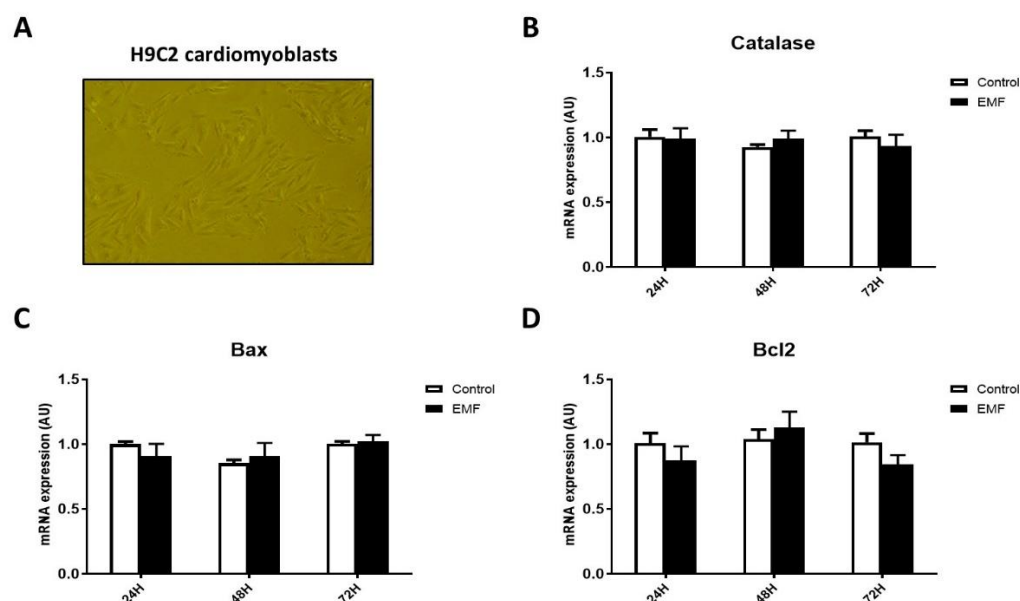 A
H9C2 cardiomyoblasts
B
Catalase
Control
EMF
mRNA expression (AU)
1.5
1.0
0.5
0.0
24H
48H
72H
C
Bax
Control
EMF
mRNA expression (AU)
1.5
1.0
0.5
0.0
24H
48H
72H
D
Bcl2
Control
EMF
mRNA expression (AU)
1.5
1.0
0.5
0.0
24H
48H
72H